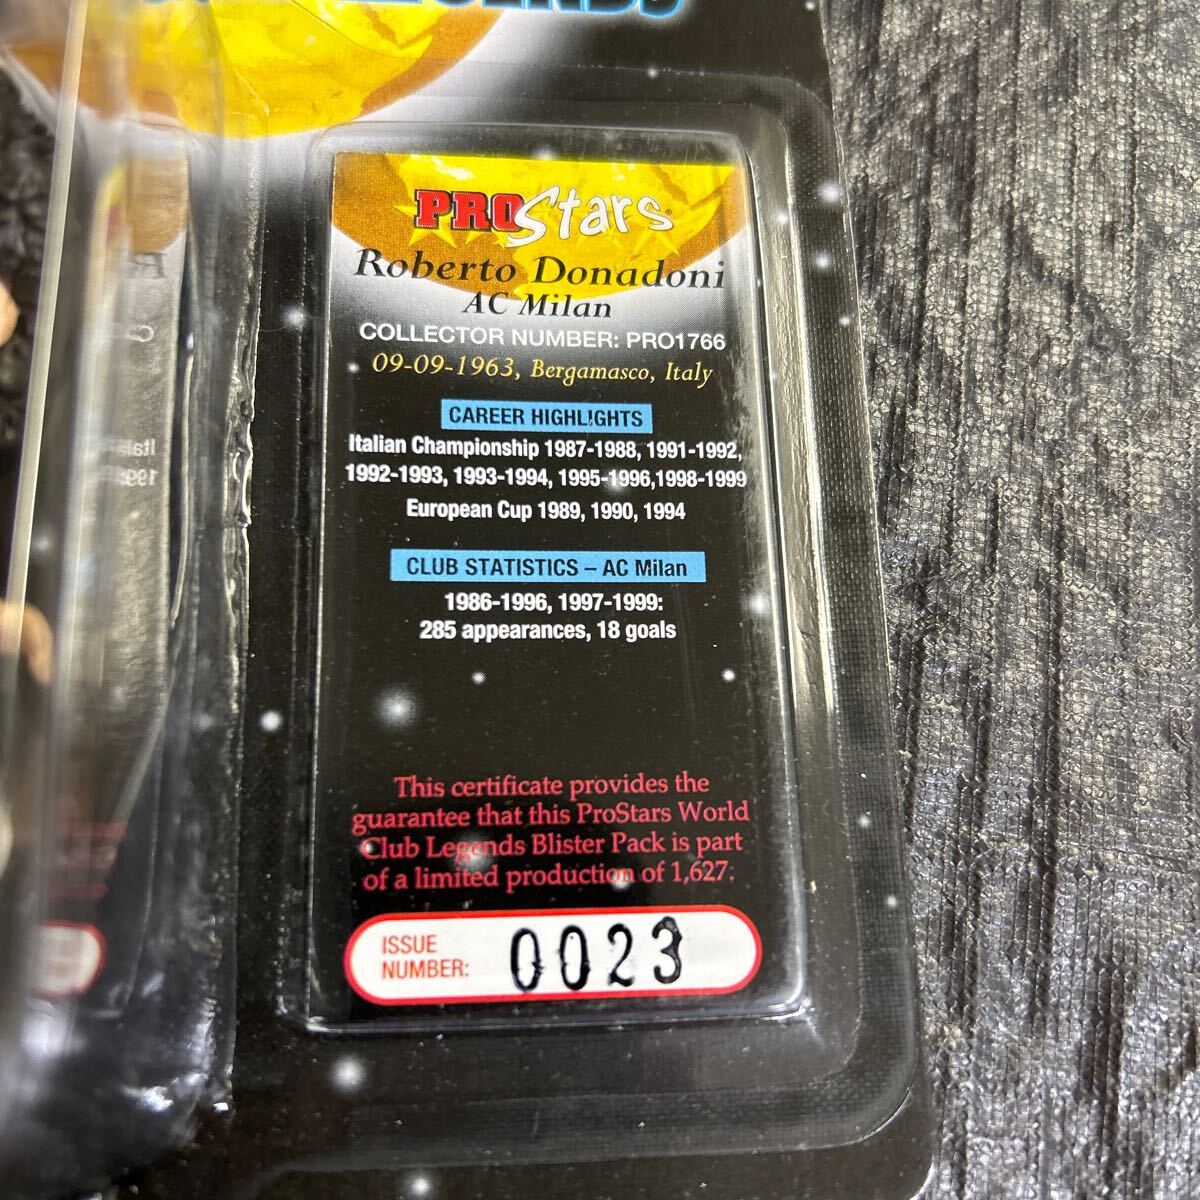 LEGENDS
PROStars
Roberto Donadoni
AC Milan
COLLECTOR NUMBER: PRO1766
09-09-1963, Bergamasco, Italy
CAREER HIGHLIGHTS
Italian Championship 1987-1988, 1991-1992,
1992-1993, 1993-1994, 1995-1996,1998-1999
European Cup 1989, 1990, 1994
CLUB STATISTICS – AC Milan
1986-1996, 1997-1999:
285 appearances, 18 goals
This certificate provides the
guarantee that this ProStars World
Club Legends Blister Pack is part
of a limited production of 1,627.
ISSUE
NUMBER: 0023